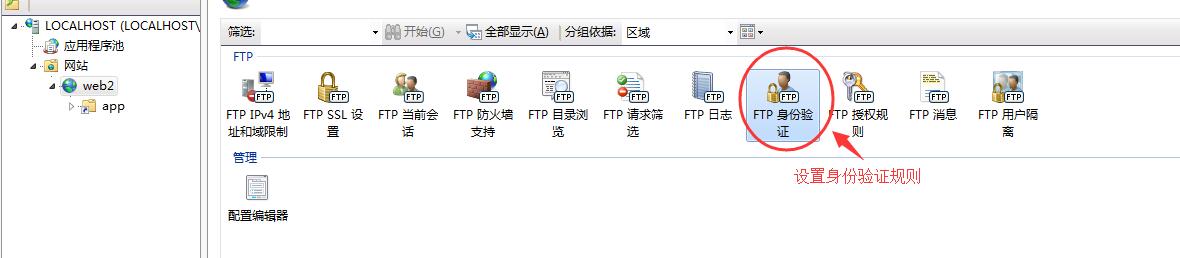 LOCALHOST (LOCALHOST\
应用程序池
网站
web2
app
筛选:
开始(G)
全部显示(A)
分组依据:
区域
FTP
FTP IPv4 地
址和域限制
FTP SSL 设
置
FTP 当前会
话
FTP 防火墙
支持
FTP 目录浏
览
FTP 请求筛
选
FTP 日志
FTP 身份验
证
FTP 授权规
则
FTP 消息
FTP 用户隔
离
设置身份验证规则
管理
配置编辑器